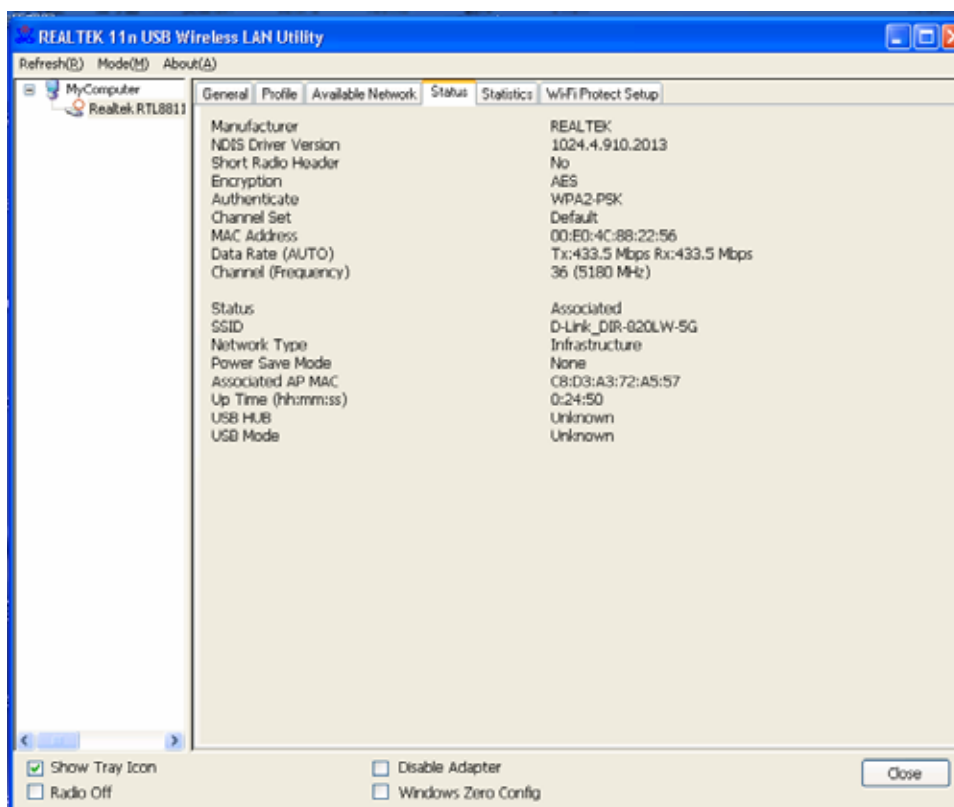 REALTEK 11n USB Wireless LAN Utility
Refresh(R) Mode(M) About(A)
MyComputer
Realtek RTL8811
General Profile Available Network Status Statistics Wi-Fi Protect Setup
Manufacturer REALTEK
NDIS Driver Version 1024.4.910.2013
Short Radio Header No
Encryption AES
Authenticate WPA2-PSK
Channel Set Default
MAC Address 00:E0:4C:88:22:56
Data Rate (AUTO) Tx:433.5 Mbps Rx:433.5 Mbps
Channel (Frequency) 36 (5180 MHz)
Status Associated
SSID D-Link_DIR-820LW-5G
Network Type Infrastructure
Power Save Mode None
Associated AP MAC C8:D3:A3:72:A5:57
Up Time (hh:mm:ss) 0:24:50
USB HUB Unknown
USB Mode Unknown
Show Tray Icon Disable Adapter Close
Radio Off Windows Zero Config